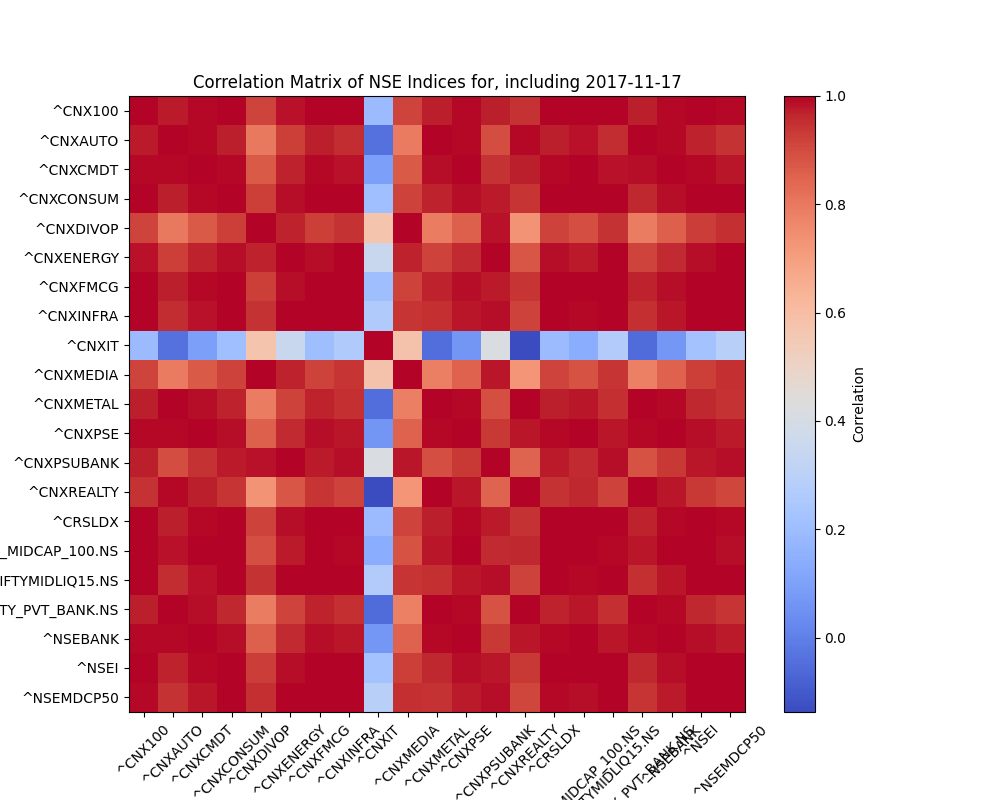 Correlation Matrix of NSE Indices for, including 2017-11-17
^CNX100
^CNXAUTO
^CNXCMDT
^CNXCONSUM
^CNXDIVOP
^CNXENERGY
^CNXFMCG
^CNXINFRA
^CNXIT
^CNXMEDIA
^CNXMETAL
^CNXPSE
^CNXPSUBANK
^CNXREALTY
^CRSLDX
_MIDCAP_100.NS
IFTYMIDLIQ15.NS
TY_PVT_BANK.NS
^NSEBANK
^NSEI
^NSEMDCP50
^CNX100
^CNXAUTO
^CNXCMDT
^CNXCONSUM
^CNXDIVOP
^CNXENERGY
^CNXFMCG
^CNXINFRA
^CNXIT
^CNXMEDIA
^CNXMETAL
^CNXPSE
^CNXPSUBANK
^CNXREALTY
^CRSLDX
MIDCAP_100.NS
TYMIDLIQ15.NS
PVT_BANK.NS
^NSEBANK
^NSEI
^NSEMDCP50
1.0
0.8
0.6
0.4
0.2
0.0
Correlation